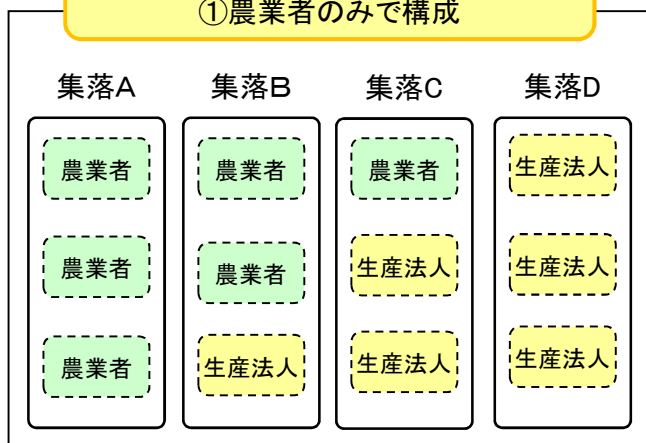 ①農業者のみで構成
集落A 集落B 集落C 集落D
農業者 農業者 農業者 生産法人
農業者 農業者 生産法人 生産法人
農業者 生産法人 生産法人 生産法人